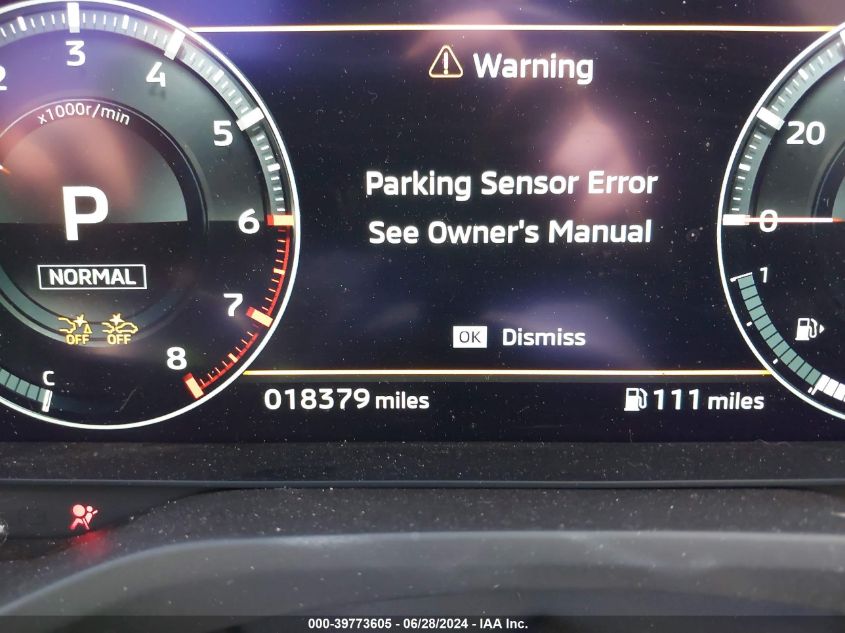 2
3
4
5
6
7
8
x1000r/min
P
NORMAL
OFF OFF
C
Warning
Parking Sensor Error
See Owner's Manual
OK Dismiss
018379 miles
111 miles
20
0
1
000-39773605 - 06/28/2024 - IAA Inc.